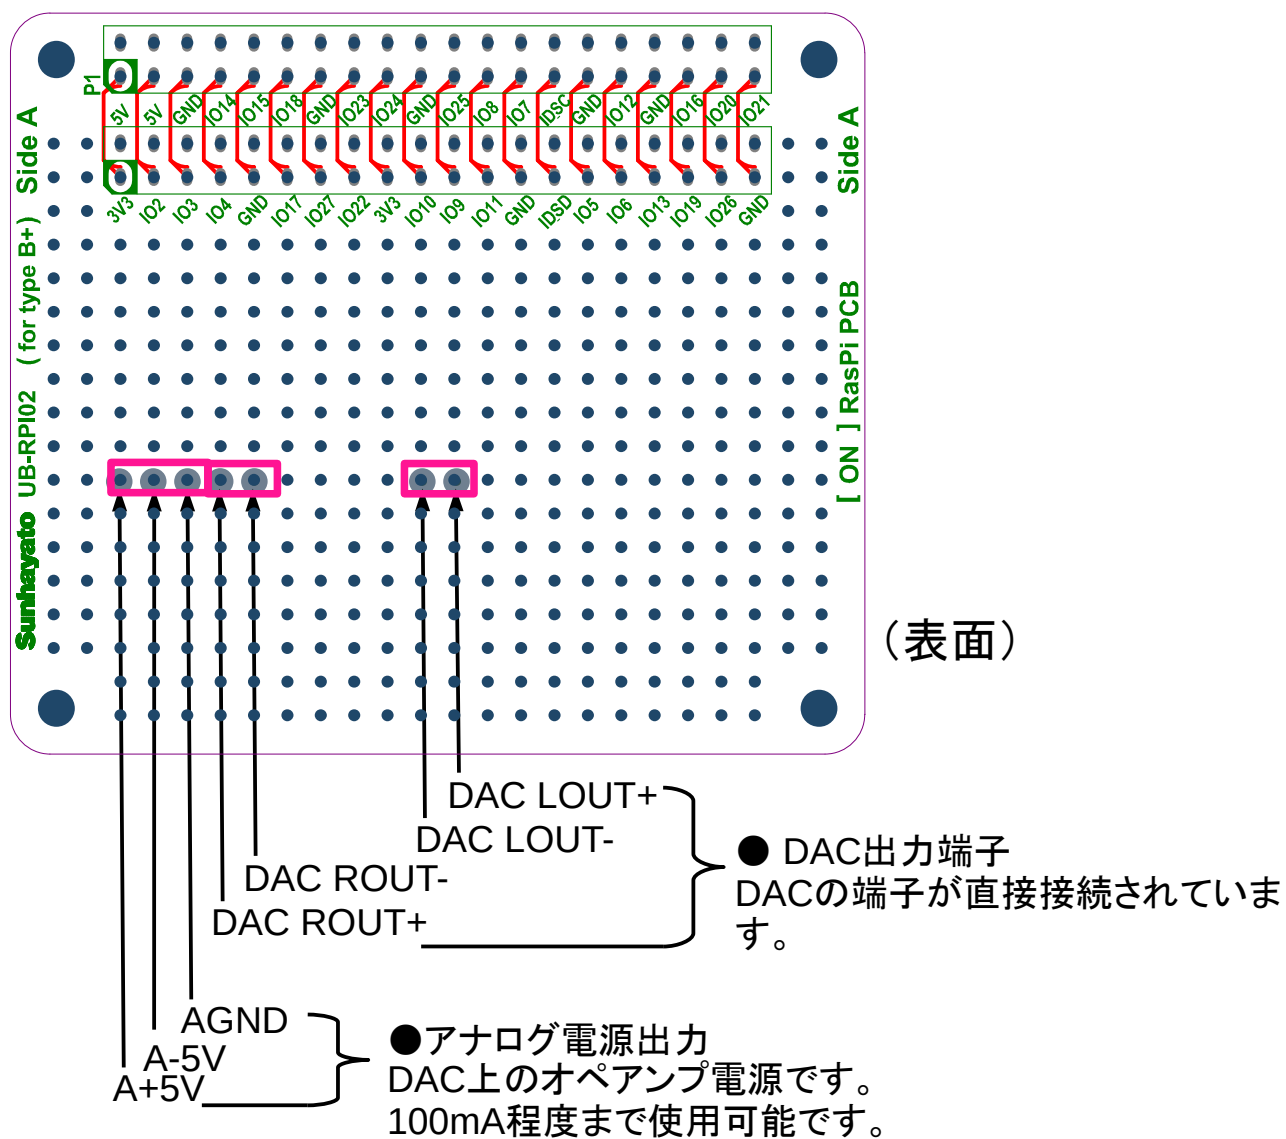 P1
5V 5V GND IO14 IO15 IO18 GND IO23 IO24 GND IO25 IO8 IO7 IDSC GND IO12 GND IO16 IO20 IO21
3V3 IO2 IO3 IO4 GND IO17 IO27 IO22 3V3 IO10 IO9 IO11 GND IDSD IO5 IO6 IO13 IO19 IO26 GND
Sunhayato UB-RPI02 ( for type B+) Side A
Side A
[ ON ] RasPi PCB
（表面）
DAC LOUT+
DAC LOUT-
DAC ROUT-
DAC ROUT+
● DAC出力端子
DACの端子が直接接続されていま
す。
AGND
A-5V
A+5V
●アナログ電源出力
DAC上のオペアンプ電源です。
100mA程度まで使用可能です。